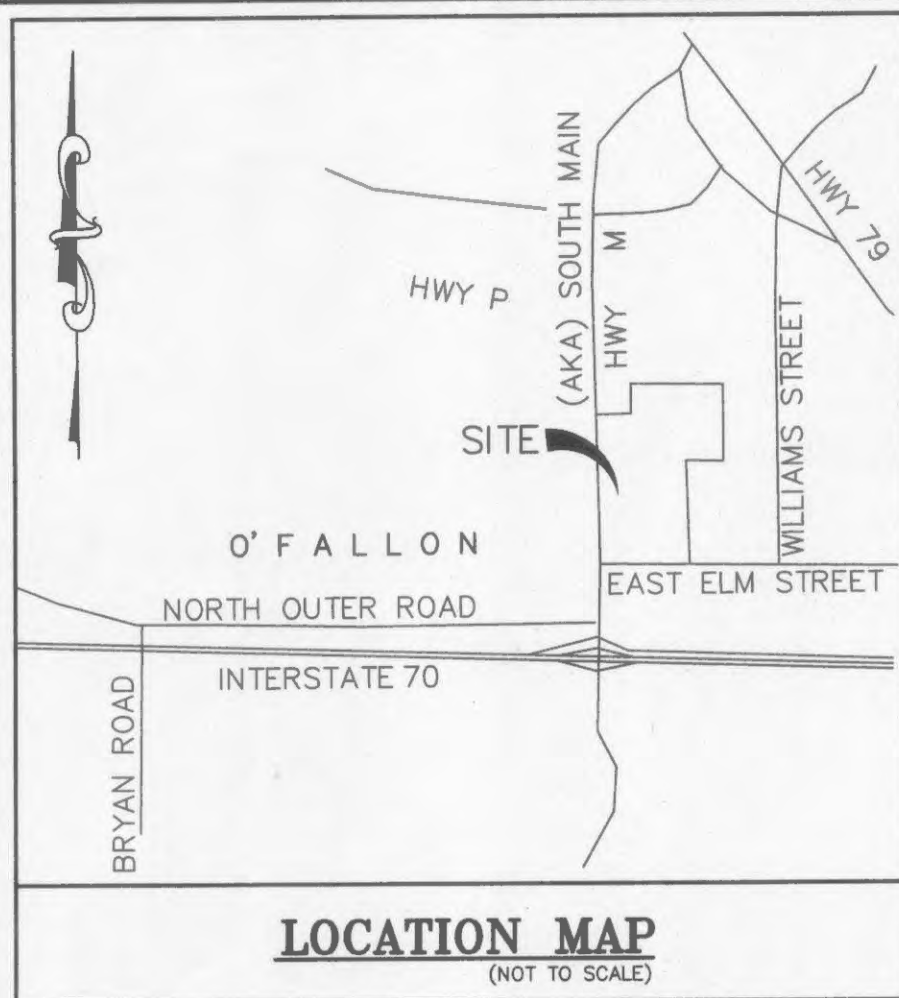 (AKA) SOUTH MAIN
HWY M
HWY 79
HWY P
WILLIAMS STREET
SITE
O'FALLON
EAST ELM STREET
NORTH OUTER ROAD
INTERSTATE 70
BRYAN ROAD
LOCATION MAP
(NOT TO SCALE)